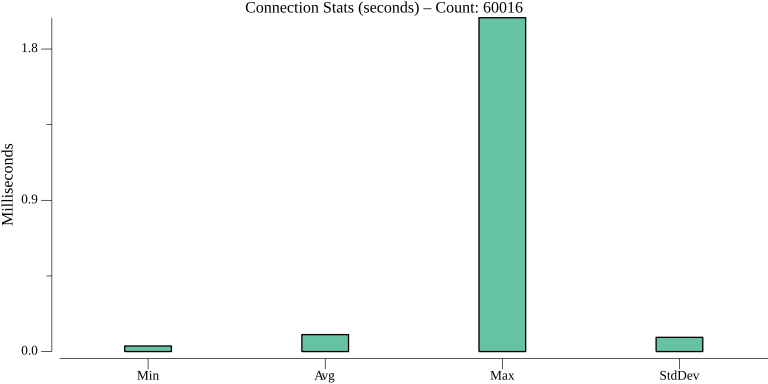 Connection Stats (seconds) – Count: 60016
1.8
0.9
0.0
Milliseconds
Min
Avg
Max
StdDev